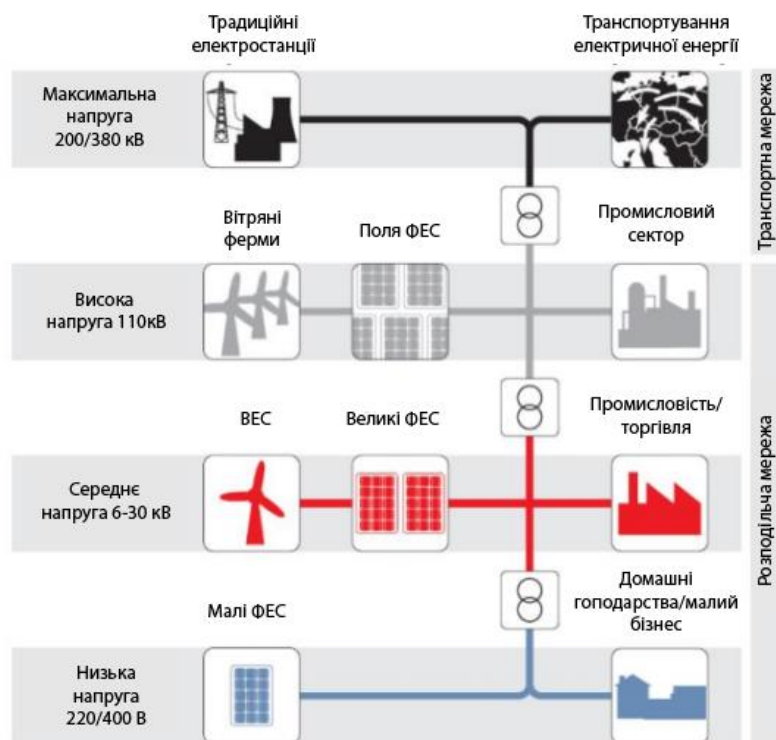 Традиційні
електростанції
Транспортування
електричної енергії
Максимальна
напруга
200/380 кВ
Транспортна мережа
Вітряні
ферми
Поля ФЕС
Промисловий
сектор
Висока
напруга 110кВ
ВЕС
Великі ФЕС
Промисловість/
торгівля
Середнє
напруга 6-30 кВ
Розподільча мережа
Малі ФЕС
Домашні
гоподарства/малий
бізнес
Низька
напруга
220/400 В